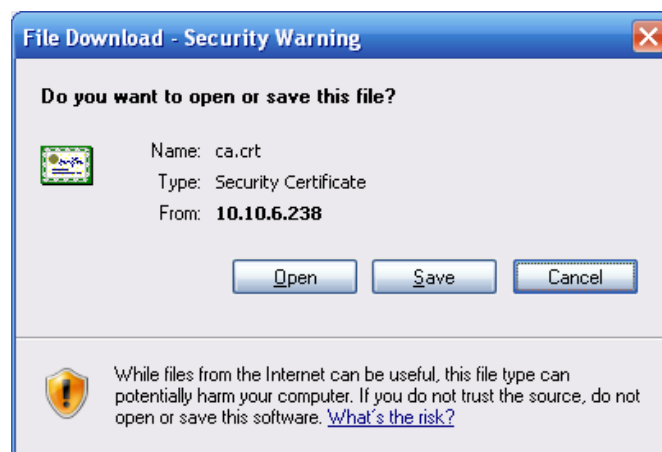 File Download - Security Warning
Do you want to open or save this file?
Name: ca.crt
Type: Security Certificate
From: 10.10.6.238
Open Save Cancel
While files from the Internet can be useful, this file type can
potentially harm your computer. If you do not trust the source, do not
open or save this software. What's the risk?